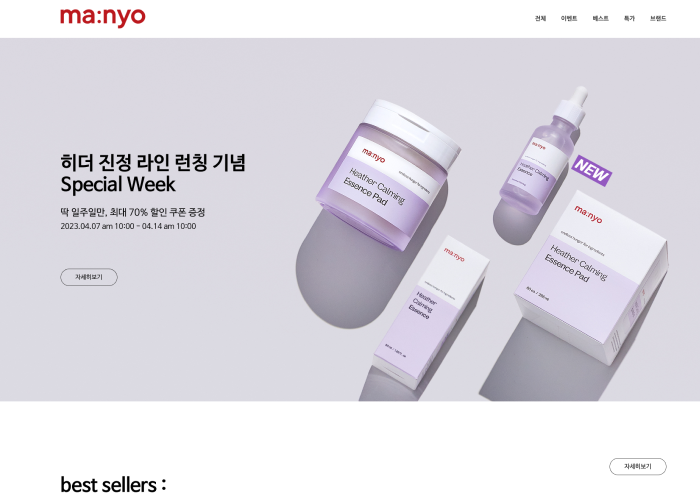 ma:nyo
전체 이벤트 베스트 특가 브랜드
히더 진정 라인 런칭 기념
Special Week
딱 일주일만, 최대 70% 할인 쿠폰 증정
2023.04.07 am 10:00 ~ 04.14 am 10:00
자세히보기
ma:nyo
Heather Calming
Essence Pad
ma:nyo
Heather Calming
Essence
NEW
ma:nyo
Heather Calming
Essence Pad
ma:nyo
Heather
Calming
Essence
자세히보기
best sellers :